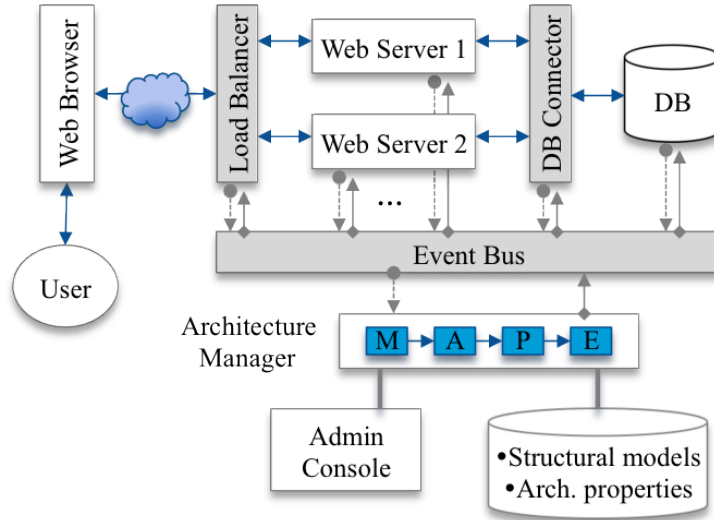 Web Browser
Load Balancer
Web Server 1
Web Server 2
...
DB Connector
DB
User
Event Bus
Architecture
Manager
M A P E
Admin
Console
•Structural models
•Arch. properties